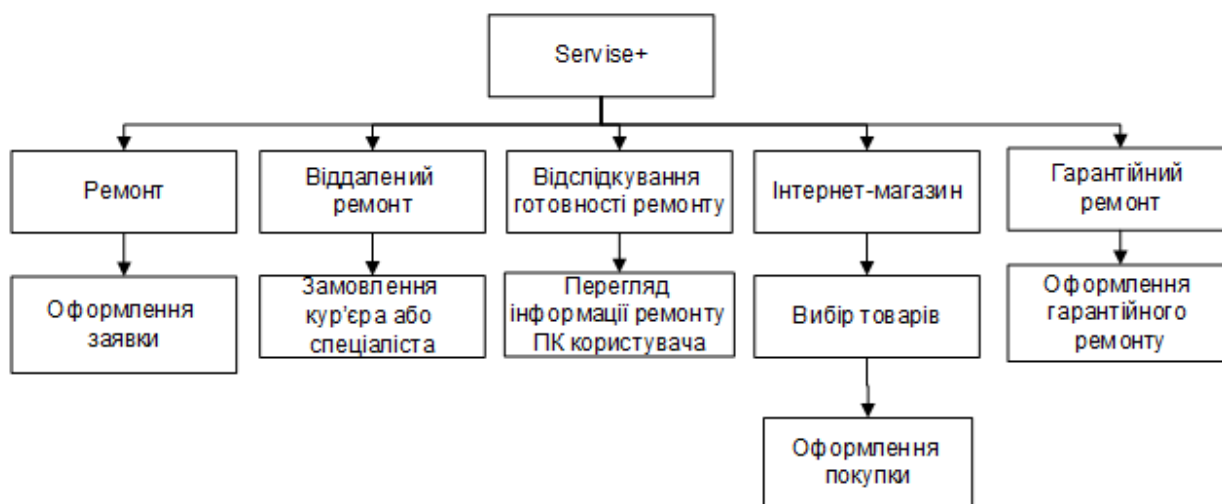 Servise+
Ремонт
Віддалений
ремонт
Відслідкування
готовності ремонту
Інтернет-магазин
Гарантійний
ремонт
Оформлення
заявки
Замовлення
кур'єра або
спеціаліста
Перегляд
інформації ремонту
ПК користувача
Вибір товарів
Оформлення
гарантійного
ремонту
Оформлення
покупки